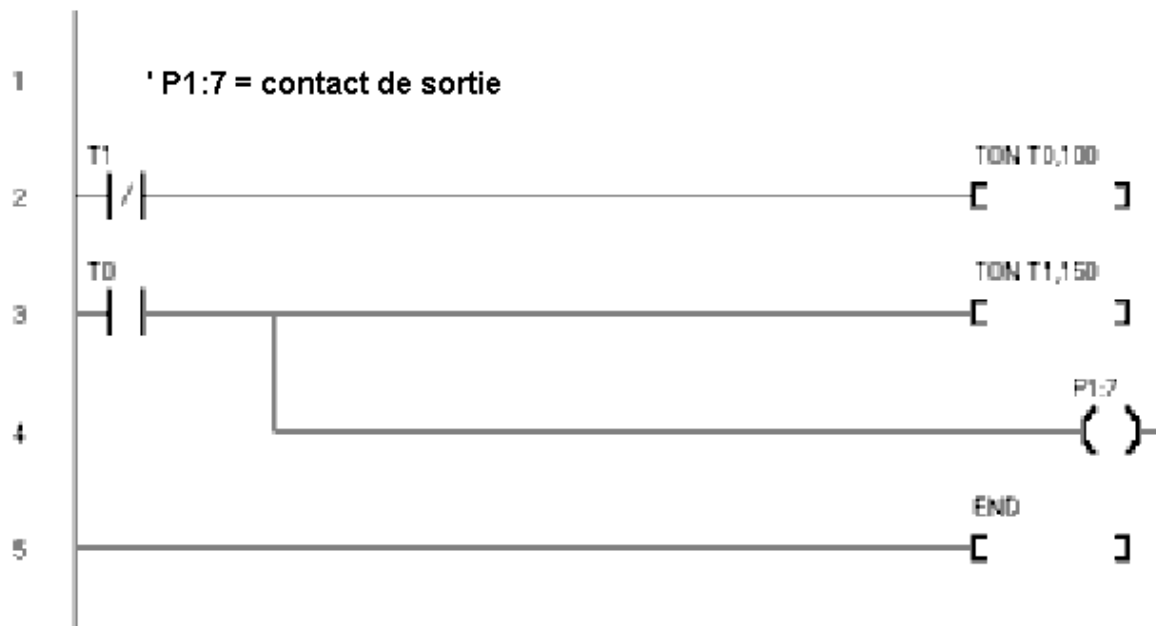 1
' P1:7 = contact de sortie
T1
TON T0,100
2
T0
TON T1,150
3
P1:7
4
END
5